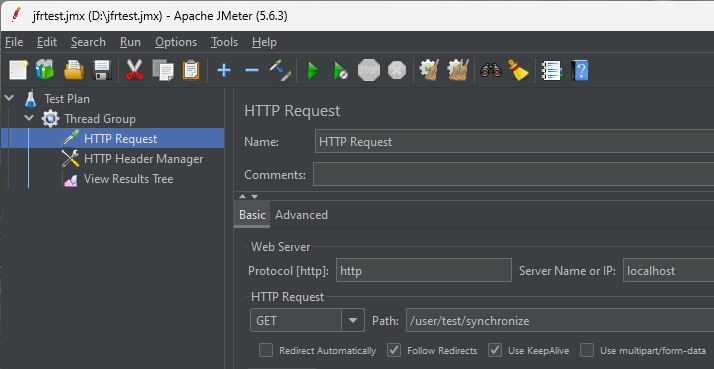 jfrtest.jmx (D:\jfrtest.jmx) - Apache JMeter (5.6.3)
File Edit Search Run Options Tools Help
STOP
Test Plan
Thread Group
HTTP Request
HTTP Header Manager
View Results Tree
HTTP Request
Name: HTTP Request
Comments:
Basic Advanced
Web Server
Protocol [http]: http Server Name or IP: localhost
HTTP Request
GET Path: /user/test/synchronize
Redirect Automatically Follow Redirects Use KeepAlive Use multipart/form-data